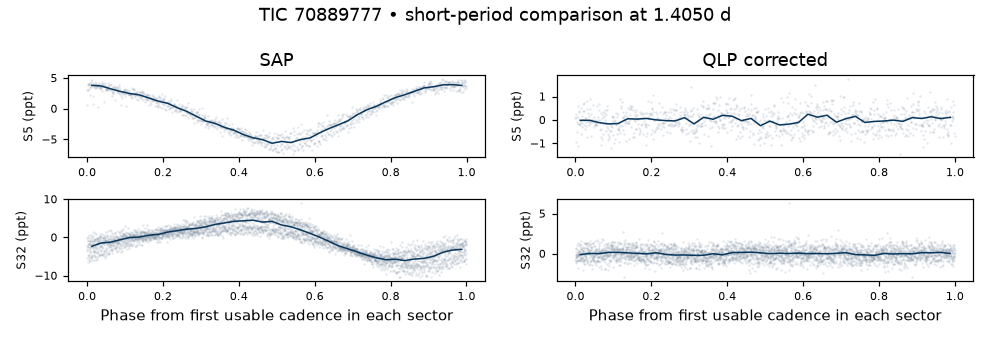 TIC 70889777 • short-period comparison at 1.4050 d
SAP
QLP corrected
S5 (ppt)
5
0
−5
0.0 0.2 0.4 0.6 0.8 1.0
S5 (ppt)
1
0
−1
0.0 0.2 0.4 0.6 0.8 1.0
S32 (ppt)
10
0
−10
0.0 0.2 0.4 0.6 0.8 1.0
Phase from first usable cadence in each sector
S32 (ppt)
5
0
0.0 0.2 0.4 0.6 0.8 1.0
Phase from first usable cadence in each sector